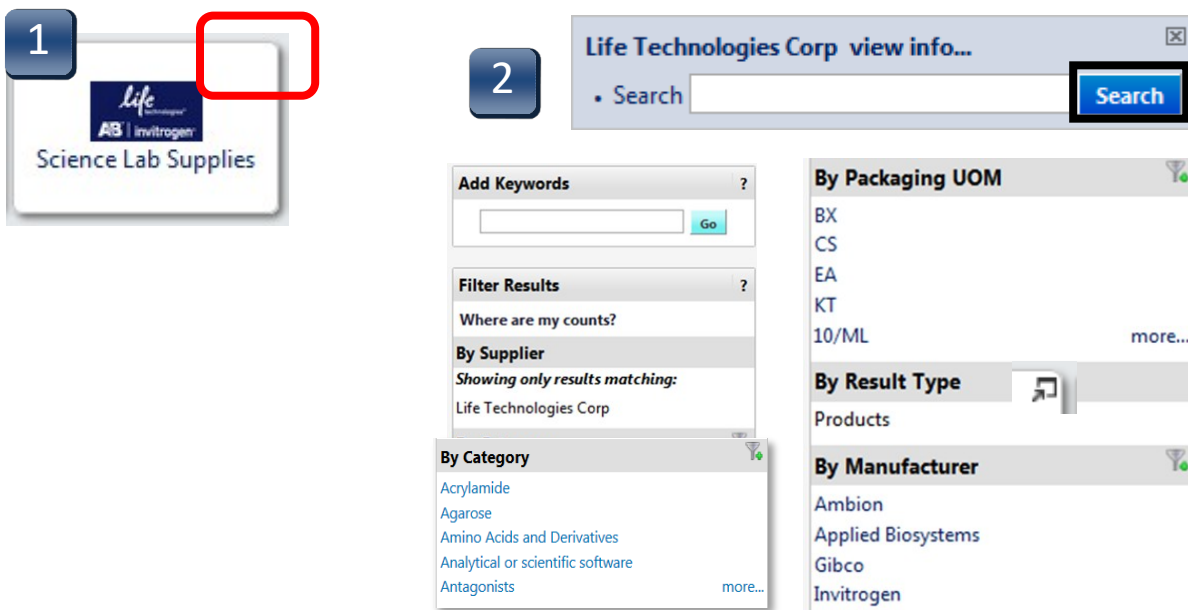 1
life
technologies
AB | invitrogen
Science Lab Supplies
2
Life Technologies Corp view info...
• Search
Search
Add Keywords ?
Go
Filter Results ?
Where are my counts?
By Supplier
Showing only results matching:
Life Technologies Corp
By Category
Acrylamide
Agarose
Amino Acids and Derivatives
Analytical or scientific software
Antagonists more...
By Packaging UOM
BX
CS
EA
KT
10/ML more...
By Result Type
Products
By Manufacturer
Ambion
Applied Biosystems
Gibco
Invitrogen